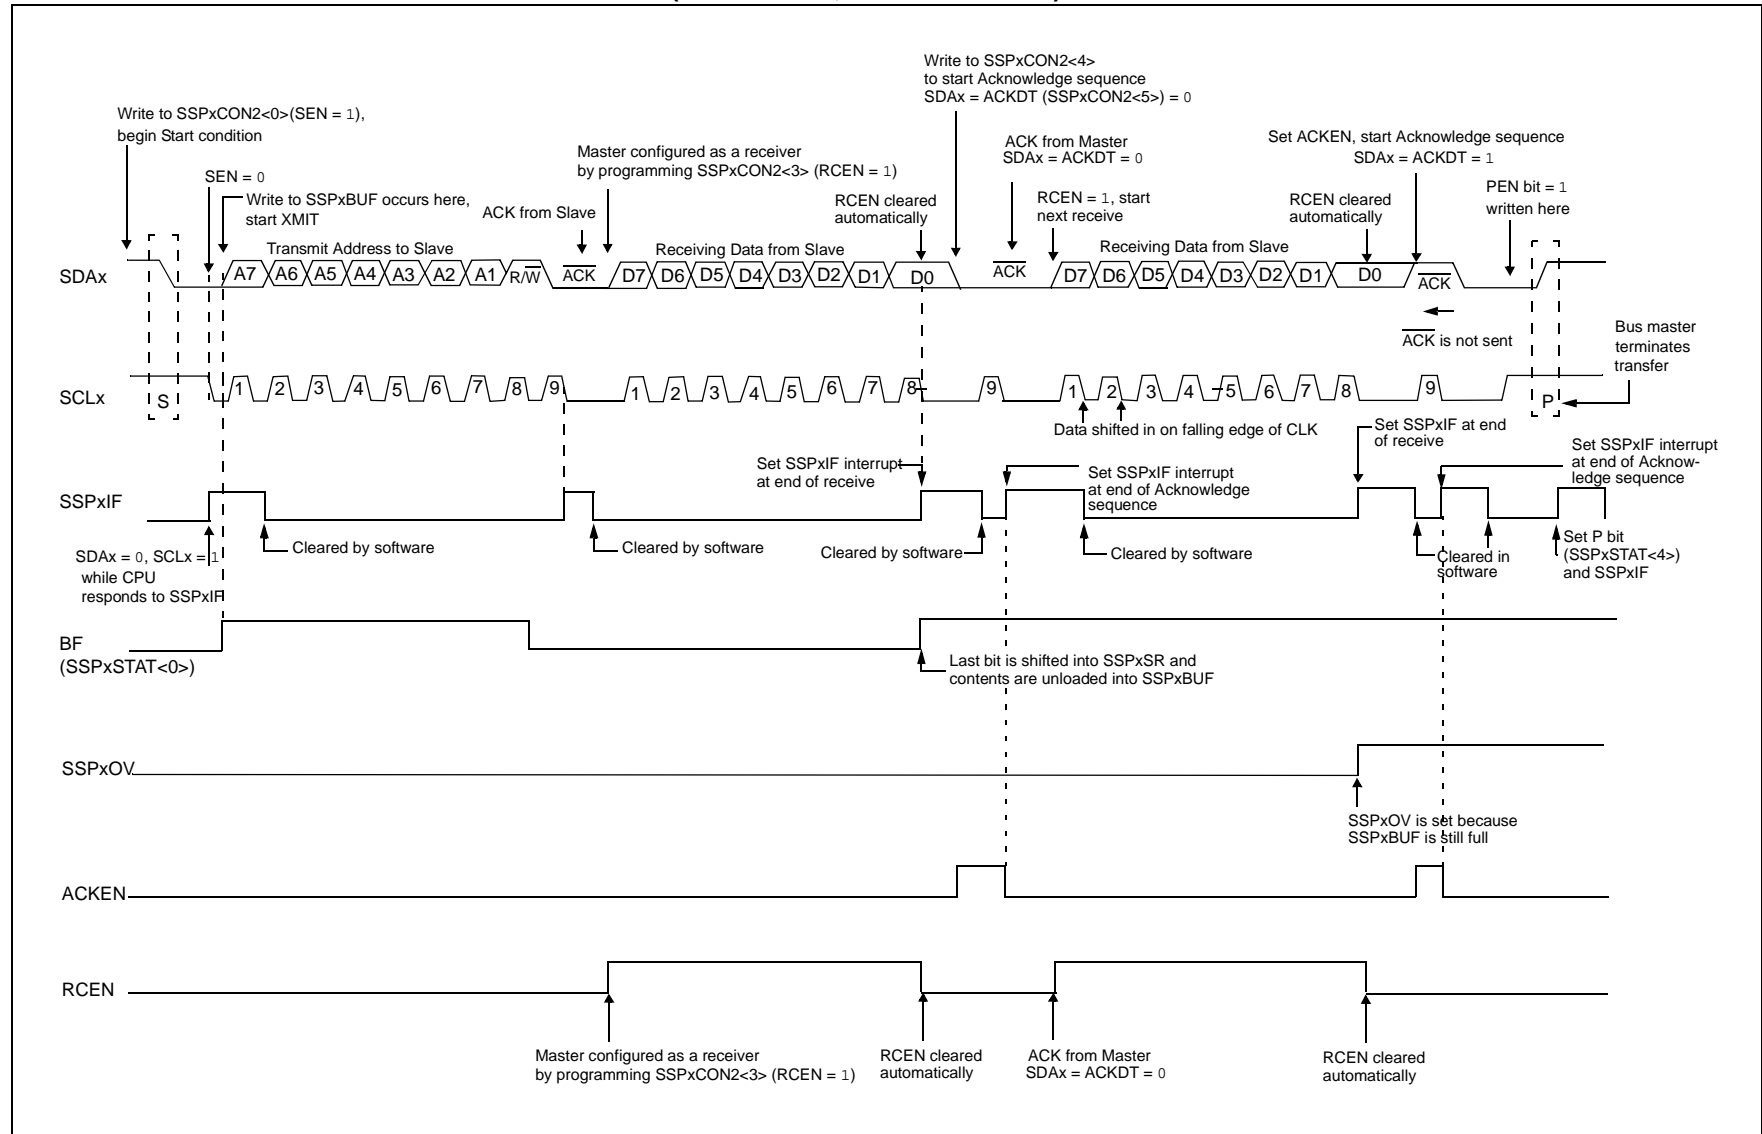 Write to SSPxCON2<4>
to start Acknowledge sequence
SDAx = ACKDT (SSPxCON2<5>) = 0
Write to SSPxCON2<0>(SEN = 1),
begin Start condition
Master configured as a receiver
by programming SSPxCON2<3> (RCEN = 1)
ACK from Master
SDAx = ACKDT = 0
Set ACKEN, start Acknowledge sequence
SDAx = ACKDT = 1
SEN = 0
Write to SSPxBUF occurs here,
start XMIT
ACK from Slave
RCEN cleared
automatically
RCEN = 1, start
next receive
RCEN cleared
automatically
PEN bit = 1
written here
Transmit Address to Slave
Receiving Data from Slave
Receiving Data from Slave
SDAx
A7 A6 A5 A4 A3 A2 A1 R/W ACK D7 D6 D5 D4 D3 D2 D1 D0 ACK D7 D6 D5 D4 D3 D2 D1 D0 ACK
ACK is not sent
Bus master
terminates
transfer
SCLx
S 1 2 3 4 5 6 7 8 9 1 2 3 4 5 6 7 8 9 1 2 3 4 5 6 7 8 9 P
Data shifted in on falling edge of CLK
Set SSPxIF at end
of receive
Set SSPxIF interrupt
at end of receive
Set SSPxIF interrupt
at end of Acknowledge
sequence
Set SSPxIF interrupt
at end of Acknow-
ledge sequence
SSPxIF
SDAx = 0, SCLx = 1
while CPU
responds to SSPxIF
Cleared by software
Cleared by software
Cleared by software
Cleared by software
Cleared in
software
Set P bit
(SSPxSTAT<4>)
and SSPxIF
BF
(SSPxSTAT<0>)
Last bit is shifted into SSPxSR and
contents are unloaded into SSPxBUF
SSPxOV
SSPxOV is set because
SSPxBUF is still full
ACKEN
RCEN
Master configured as a receiver
by programming SSPxCON2<3> (RCEN = 1)
RCEN cleared
automatically
ACK from Master
SDAx = ACKDT = 0
RCEN cleared
automatically